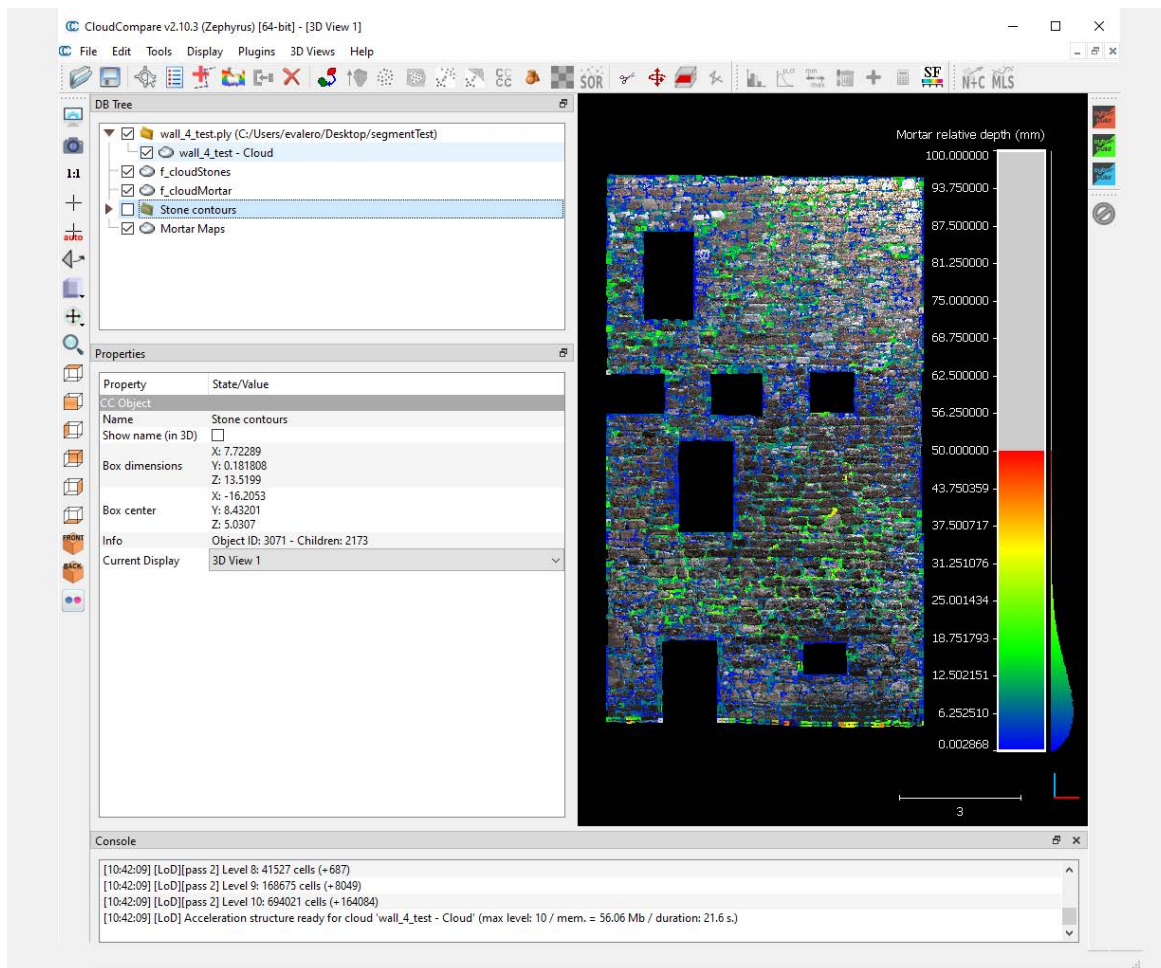 CloudCompare v2.10.3 (Zephyrus) [64-bit] - [3D View 1]
File Edit Tools Display Plugins 3D Views Help
SOR
SF
N+C MLS
DB Tree
wall_4_test.ply (C:/Users/evalero/Desktop/segmentTest)
wall_4_test - Cloud
f_cloudStones
f_cloudMortar
Stone contours
Mortar Maps
1:1
auto
FRONT
BACK
Properties
Property State/Value
CC Object
Name Stone contours
Show name (in 3D)
Box dimensions X: 7.72289
Y: 0.181808
Z: 13.5199
Box center X: -16.2053
Y: 8.43201
Z: 5.0307
Info Object ID: 3071 - Children: 2173
Current Display 3D View 1
Mortar relative depth (mm)
100.000000
93.750000
87.500000
81.250000
75.000000
68.750000
62.500000
56.250000
50.000000
43.750359
37.500717
31.251076
25.001434
18.751793
12.502151
6.252510
0.002868
3
Console
[10:42:09] [LoD][pass 2] Level 8: 41527 cells (+687)
[10:42:09] [LoD][pass 2] Level 9: 168675 cells (+8049)
[10:42:09] [LoD][pass 2] Level 10: 694021 cells (+164084)
[10:42:09] [LoD] Acceleration structure ready for cloud 'wall_4_test - Cloud' (max level: 10 / mem. = 56.06 Mb / duration: 21.6 s.)